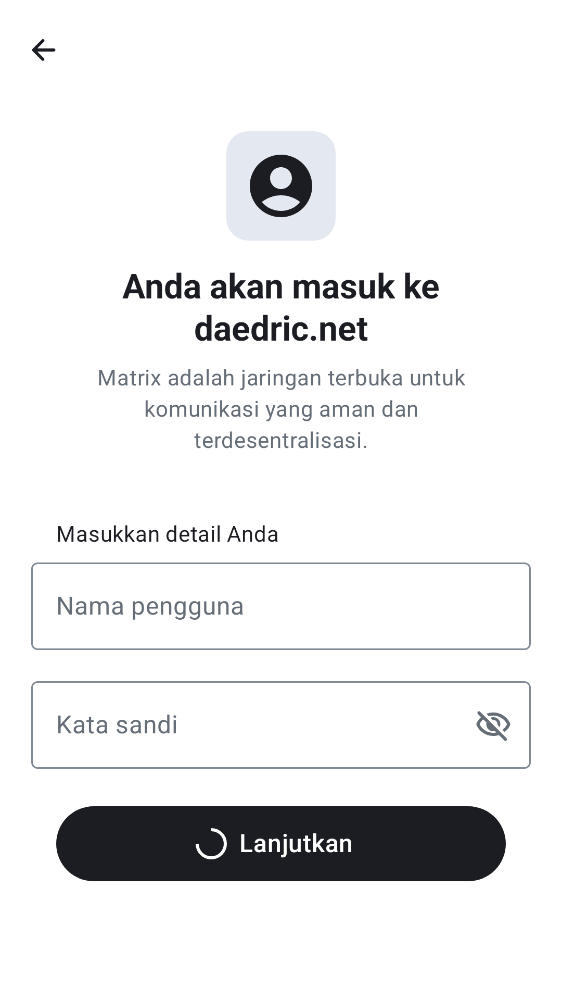 Anda akan masuk ke
daedric.net
Matrix adalah jaringan terbuka untuk
komunikasi yang aman dan
terdesentralisasi.
Masukkan detail Anda
Nama pengguna
Kata sandi
Lanjutkan